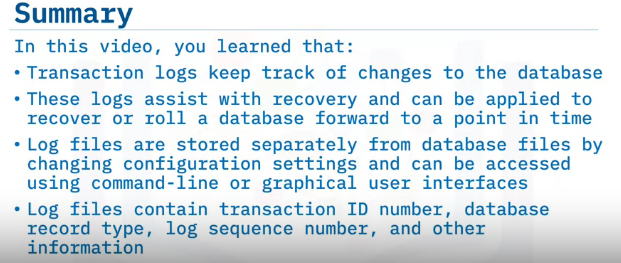 Summary
In this video, you learned that:
• Transaction logs keep track of changes to the database
• These logs assist with recovery and can be applied to
recover or roll a database forward to a point in time
• Log files are stored separately from database files by
changing configuration settings and can be accessed
using command-line or graphical user interfaces
• Log files contain transaction ID number, database
record type, log sequence number, and other
information